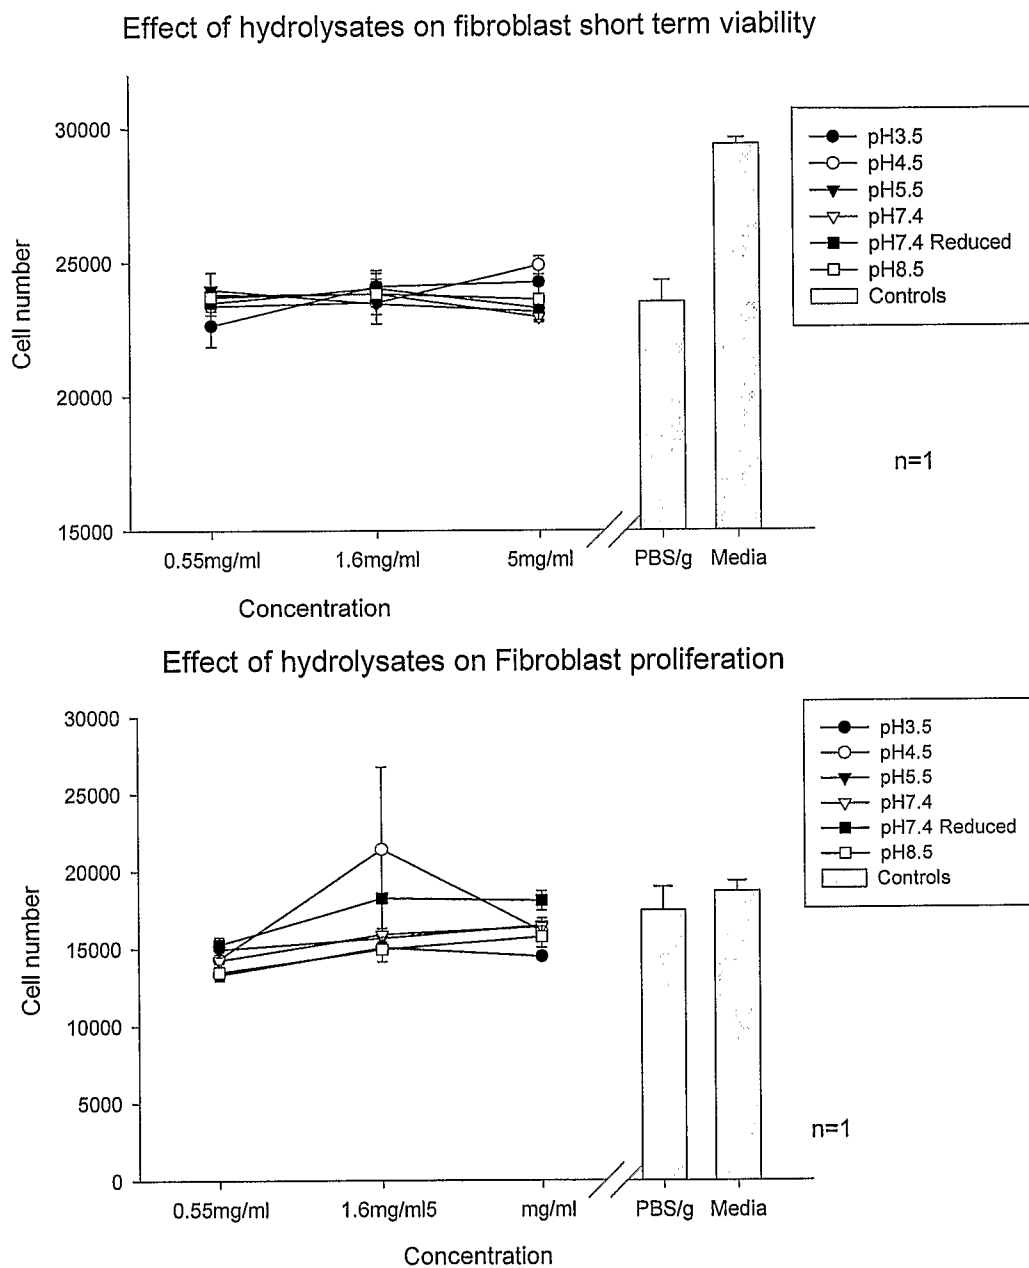 Effect of hydrolysates on fibroblast short term viability
30000
25000
20000
15000
Cell number
0.55mg/ml 1.6mg/ml 5mg/ml PBS/g Media
Concentration
pH3.5
pH4.5
pH5.5
pH7.4
pH7.4 Reduced
pH8.5
Controls
n=1
Effect of hydrolysates on Fibroblast proliferation
30000
25000
20000
15000
10000
5000
0
Cell number
0.55mg/ml 1.6mg/ml5 mg/ml PBS/g Media
Concentration
pH3.5
pH4.5
pH5.5
pH7.4
pH7.4 Reduced
pH8.5
Controls
n=1